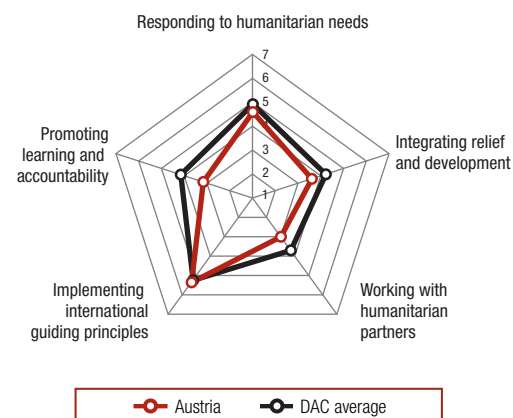 Responding to humanitarian needs
7
6
5
3
2
1
Promoting
learning and
accountability
Integrating relief
and development
Implementing
international
guiding principles
Working with
humanitarian
partners
Austria
DAC average